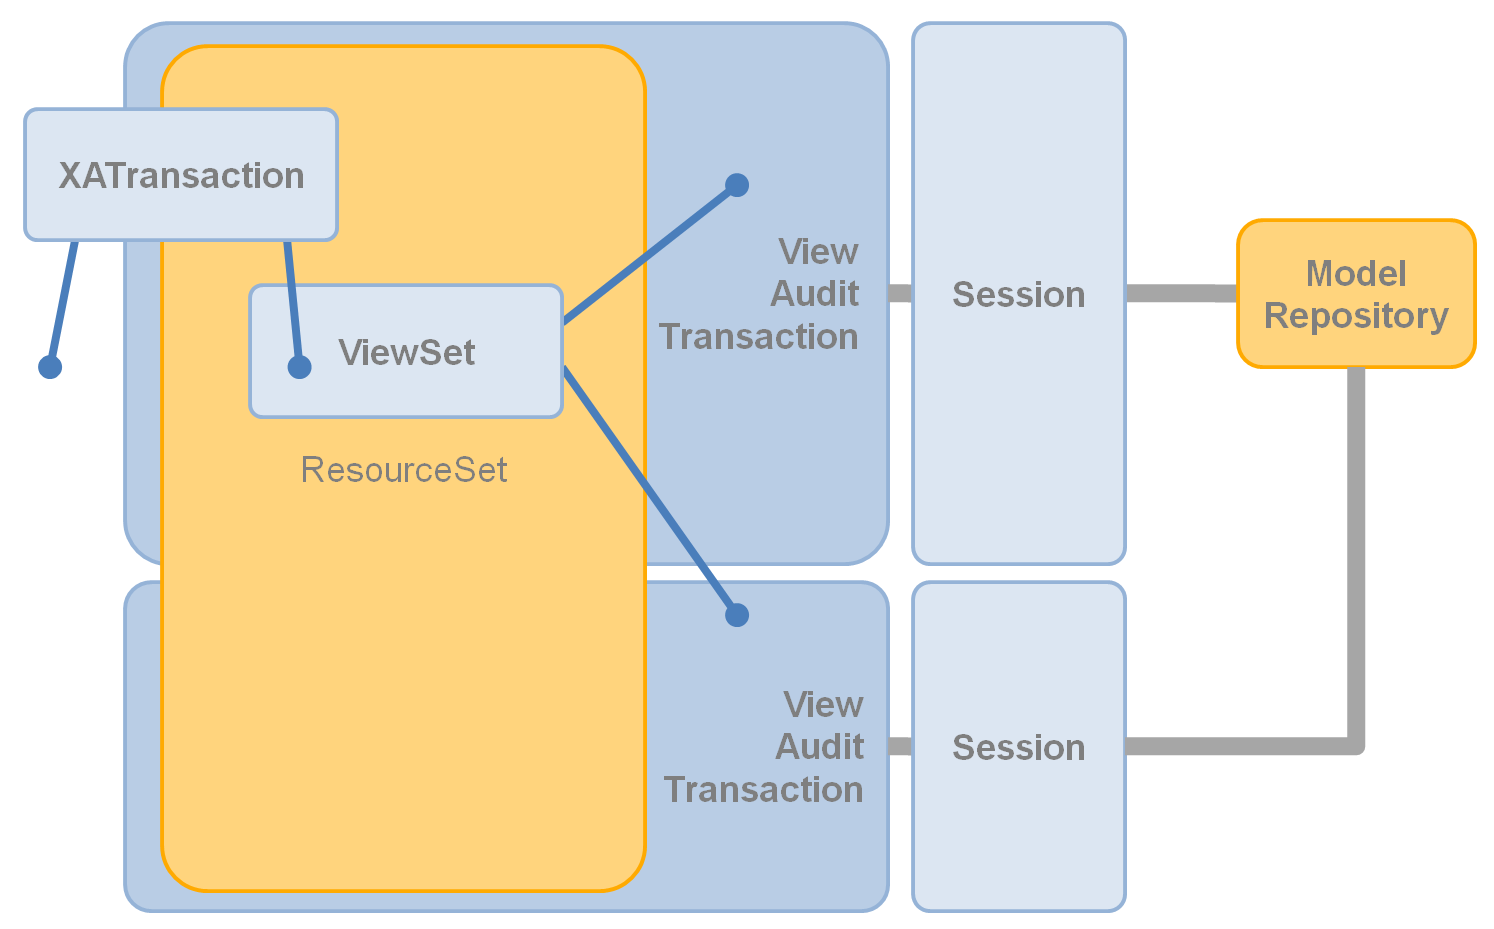 XATransaction
ViewSet
ResourceSet
View
Audit
Transaction
Session
Model
Repository
View
Audit
Transaction
Session